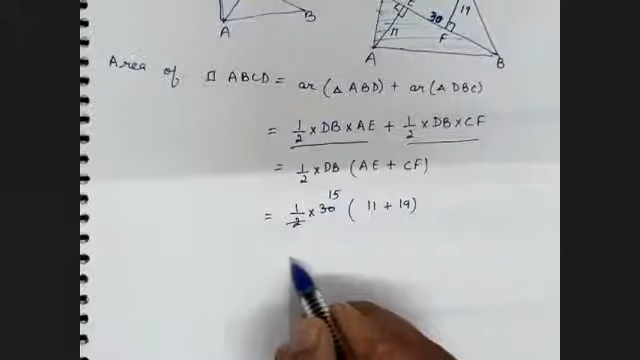 A
B
E
11
30
19
F
A
B
Area of □ ABCD = ar (△ ABD) + ar (△ DBC)
= 1/2 × DB × AE + 1/2 × DB × CF
= 1/2 × DB (AE + CF)
15
= 1/2 × 30 ( 11 + 19)